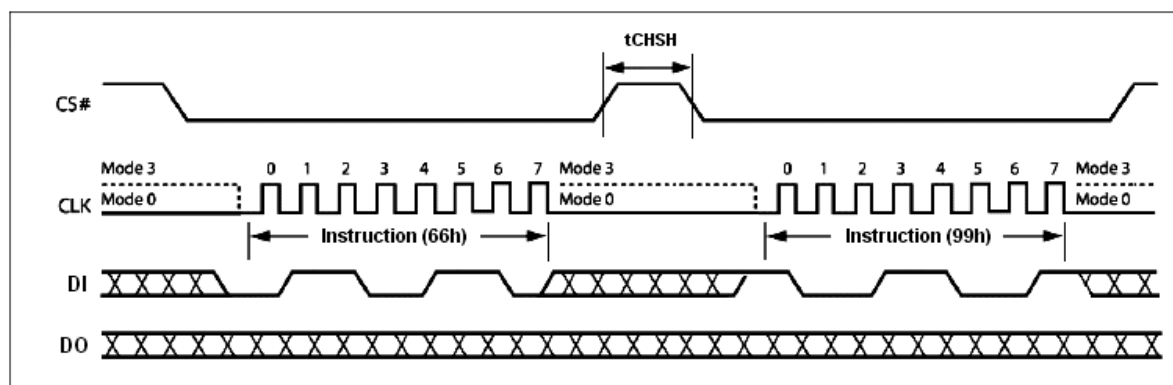 tCHSH
CS#
Mode 3 0 1 2 3 4 5 6 7 Mode 3 0 1 2 3 4 5 6 7 Mode 3
CLK Mode 0 Mode 0 Mode 0
Instruction (66h) Instruction (99h)
DI
DO